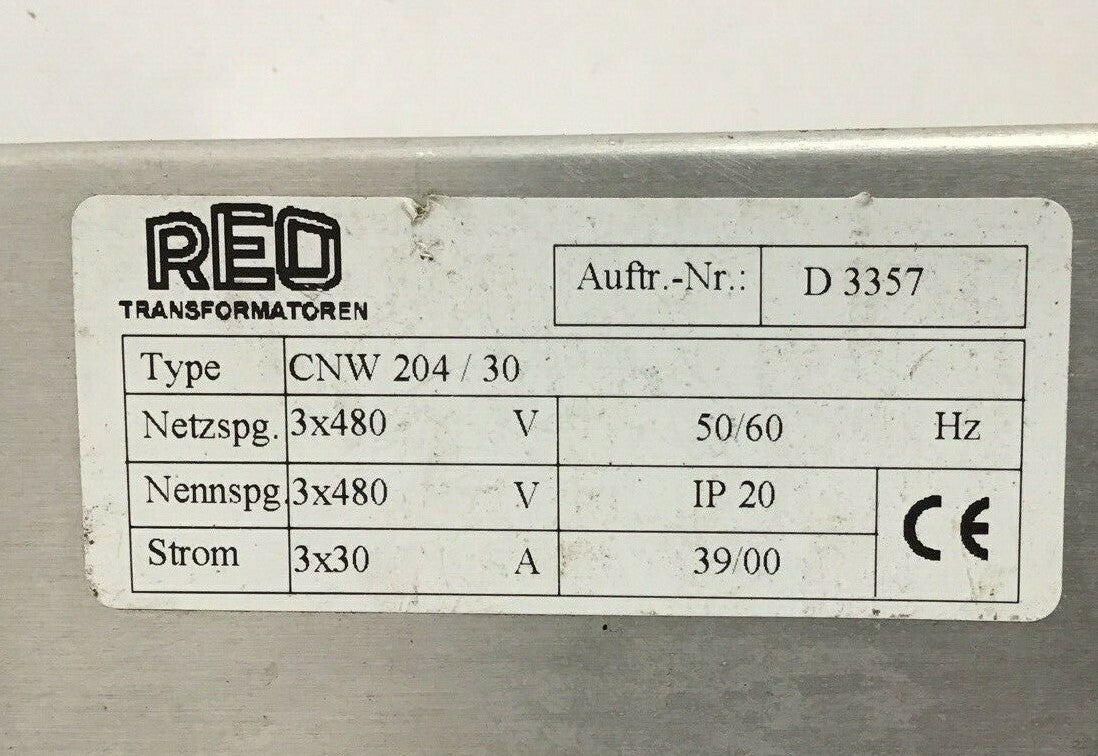 REO
TRANSFORMATOREN
Auftr.-Nr.: D 3357
Type CNW 204 / 30
Netzspg. 3x480 V 50/60 Hz
Nennspg. 3x480 V IP 20
Strom 3x30 A 39/00
CE